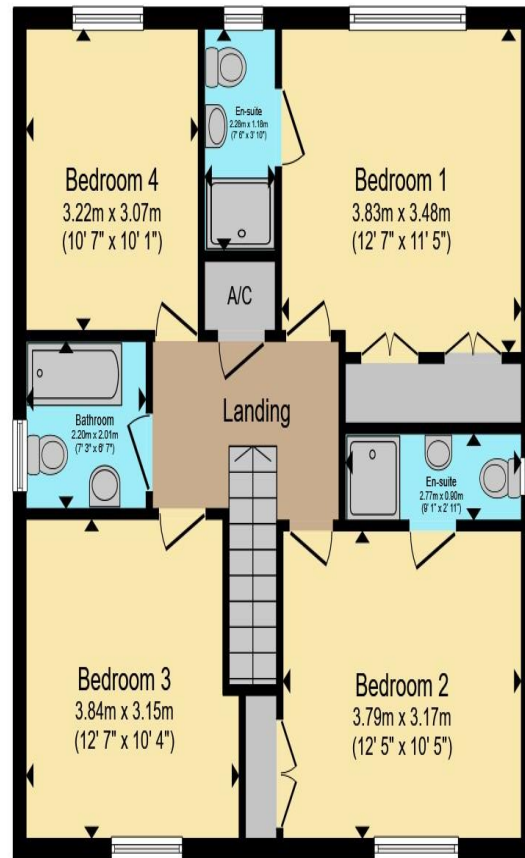 Bedroom 4
3.22m x 3.07m
(10' 7" x 10' 1")
En-suite
2.28m x 1.18m
(7' 6" x 3' 10")
Bedroom 1
3.83m x 3.48m
(12' 7" x 11' 5")
A/C
Landing
Bathroom
2.20m x 2.01m
(7' 3" x 6' 7")
En-suite
2.77m x 0.90m
(9' 1" x 2' 11")
Bedroom 3
3.84m x 3.15m
(12' 7" x 10' 4")
Bedroom 2
3.79m x 3.17m
(12' 5" x 10' 5")